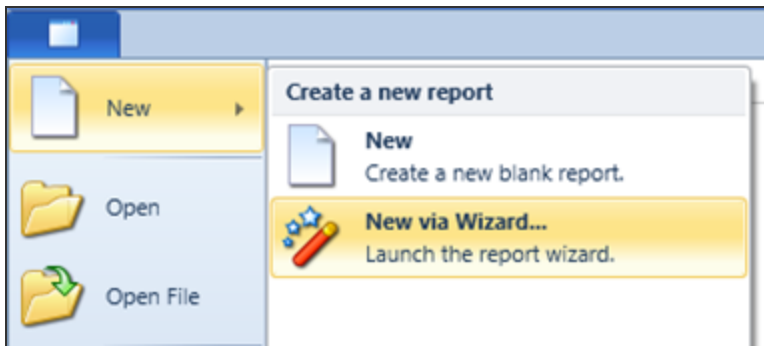 New
Create a new report
New
Create a new blank report.
New via Wizard...
Launch the report wizard.
Open
Open File